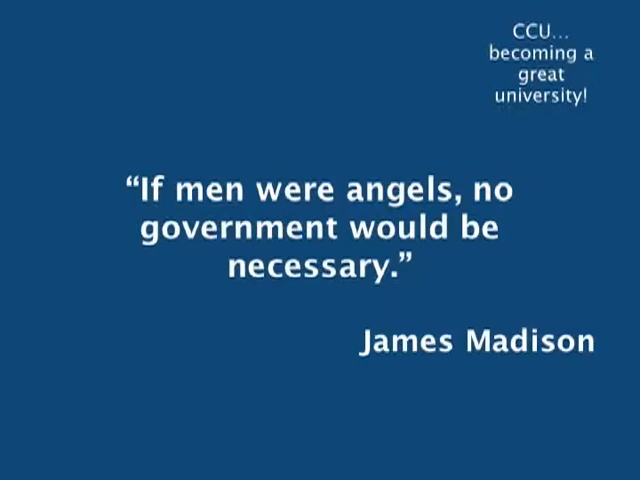 CCU...
becoming a
great
university!
“If men were angels, no
government would be
necessary.”
James Madison